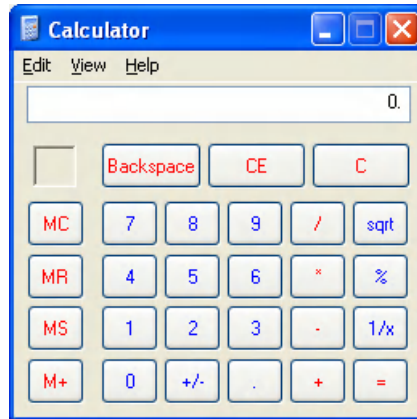 Calculator
Edit View Help
0.
Backspace CE C
MC 7 8 9 / sqrt
MR 4 5 6 * %
MS 1 2 3 - 1/x
M+ 0 +/- . + =